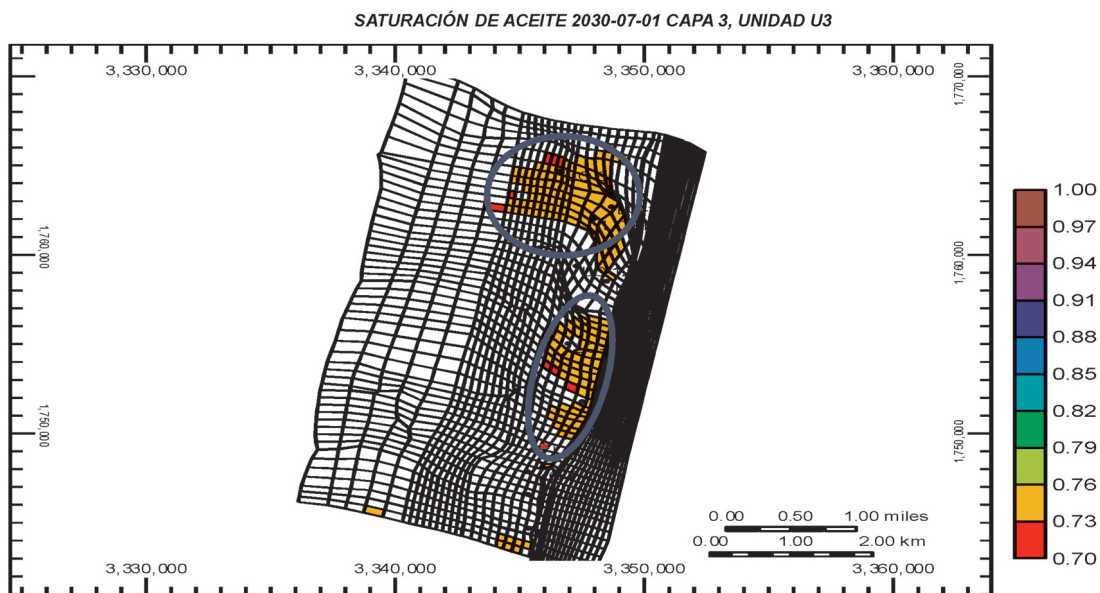 SATURACIÓN DE ACEITE 2030-07-01 CAPA 3, UNIDAD U3
3,330,000 3,340,000 3,350,000 3,360,000
1,770,000
1,760,000 1,760,000
1,750,000 1,750,000
1.00
0.97
0.94
0.91
0.88
0.85
0.82
0.79
0.76
0.73
0.70
0.00 0.50 1.00 miles
0.00 1.00 2.00 km
3,330,000 3,340,000 3,350,000 3,360,000